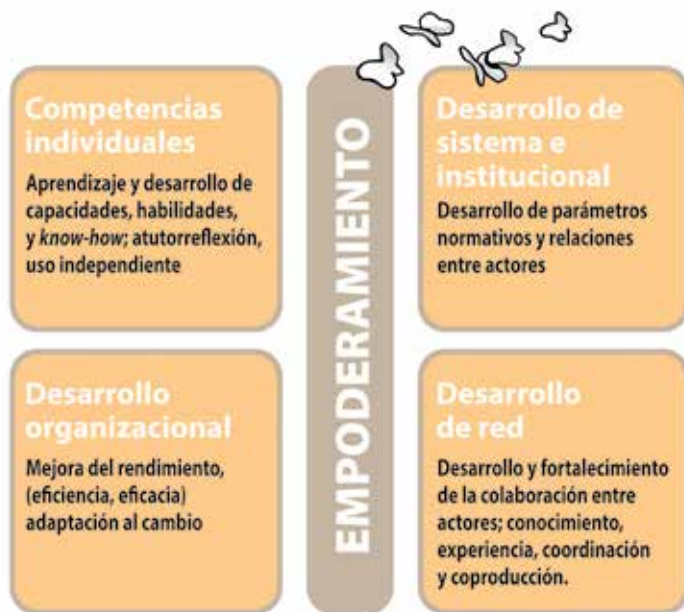 Competencias
individuales
Aprendizaje y desarrollo de
capacidades, habilidades,
y know-how; atutorreflexión,
uso independiente
Desarrollo
organizacional
Mejora del rendimiento,
(eficiencia, eficacia)
adaptación al cambio
EMPODERAMIENTO
Desarrollo de
sistema e
institucional
Desarrollo de parámetros
normativos y relaciones
entre actores
Desarrollo
de red
Desarrollo y fortalecimiento
de la colaboración entre
actores; conocimiento,
experiencia, coordinación
y coproducción.